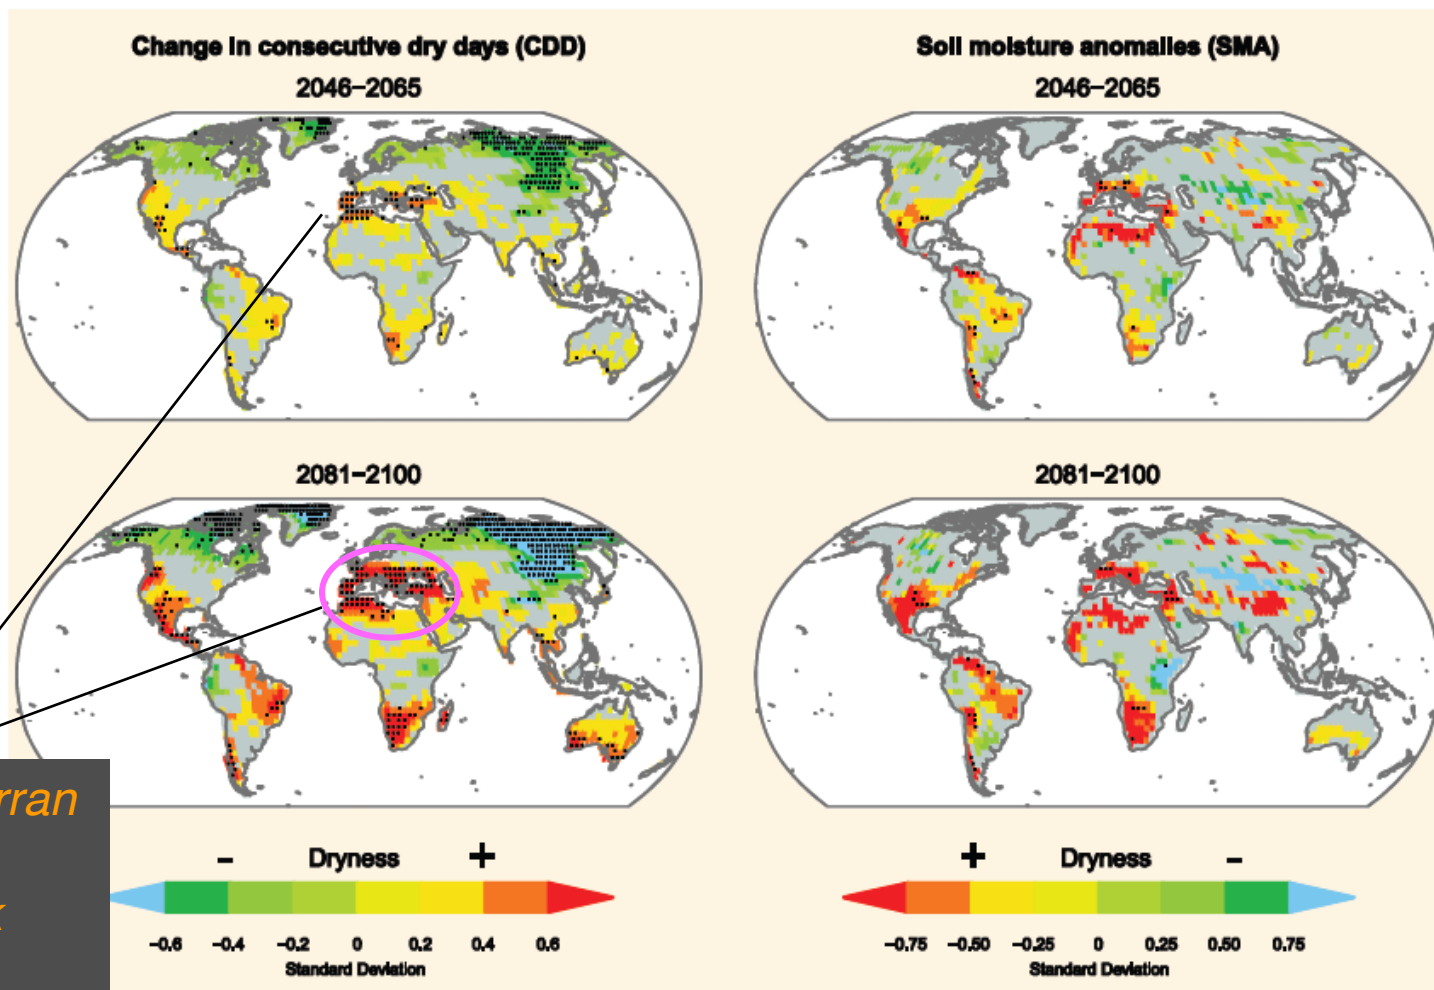 Change in consecutive dry days (CDD)
2046–2065
Soil moisture anomalies (SMA)
2046–2065
2081–2100
2081–2100
rran
- Dryness +
-0.6 -0.4 -0.2 0 0.2 0.4 0.6
Standard Deviation
+ Dryness -
-0.75 -0.50 -0.25 0 0.25 0.50 0.75
Standard Deviation